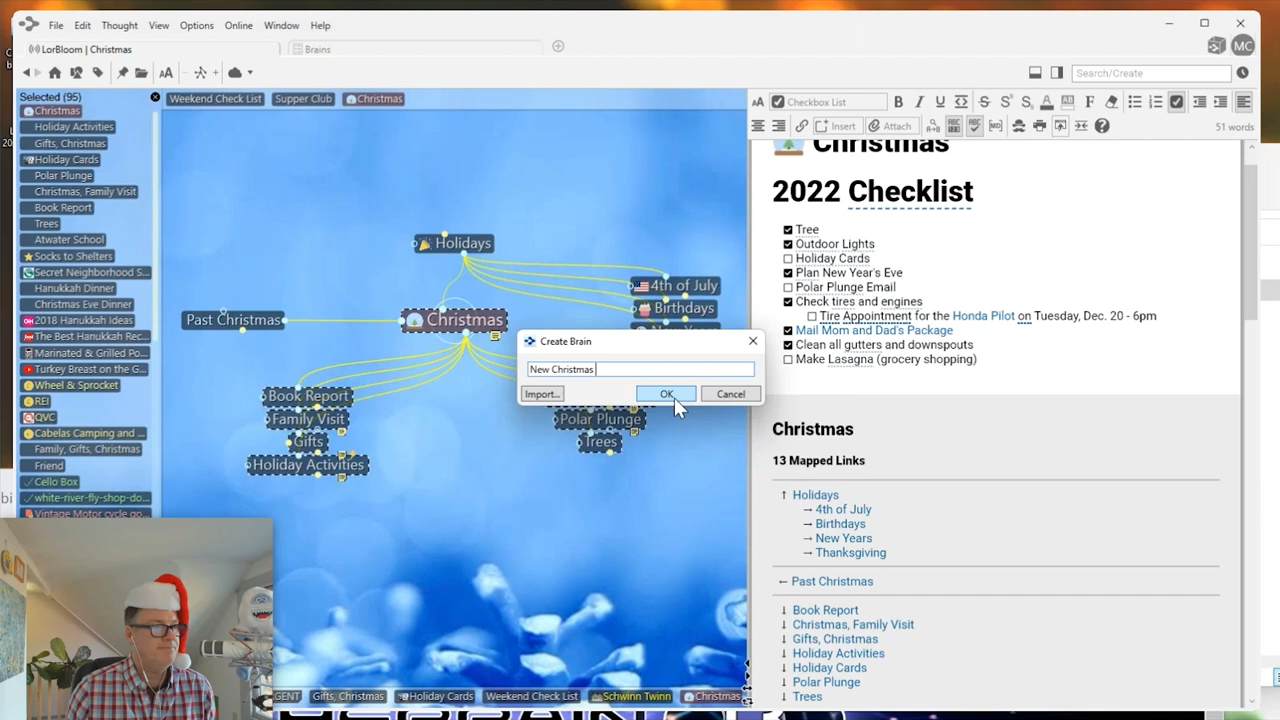 File Edit Thought View Options Online Window Help
LorBloom | Christmas
Brains
MC
Search/Create
Selected (95)
Christmas
Holiday Activities
Gifts, Christmas
Holiday Cards
Polar Plunge
Christmas, Family Visit
Book Report
Trees
Atwater School
Socks to Shelters
Secret Neighborhood S...
Hanukkah Dinner
Christmas Eve Dinner
2018 Hanukkah Ideas
The Best Hanukkah Rec...
Marinated & Grilled Po...
Turkey Breast on the G...
Wheel & Sprocket
REI
QVC
Cabelas Camping and ...
Family, Gifts, Christmas
Friend
Cello Box
white-river-fly-shop-do...
Vintage Motor cycle go...
Weekend Check List Supper Club Christmas
Holidays
4th of July
Birthdays
Past Christmas
Christmas
Book Report
Family Visit
Gifts
Holiday Activities
Polar Plunge
Trees
Create Brain
New Christmas
Import... OK Cancel
GENT Gifts, Christmas Holiday Cards Weekend Check List Schwinn Twinn Christmas
Checkbox List
Insert Attach
51 words
Christmas
2022 Checklist
Tree
Outdoor Lights
Holiday Cards
Plan New Year's Eve
Polar Plunge Email
Check tires and engines
Tire Appointment for the Honda Pilot on Tuesday, Dec. 20 - 6pm
Mail Mom and Dad's Package
Clean all gutters and downspouts
Make Lasagna (grocery shopping)
Christmas
13 Mapped Links
↑ Holidays
→ 4th of July
→ Birthdays
→ New Years
→ Thanksgiving
← Past Christmas
↓ Book Report
↓ Christmas, Family Visit
↓ Gifts, Christmas
↓ Holiday Activities
↓ Holiday Cards
↓ Polar Plunge
↓ Trees